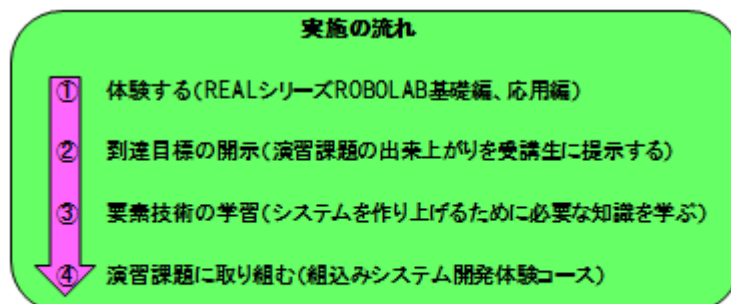 実施の流れ
① 体験する(REALシリーズROBOLAB基礎編、応用編)
② 到達目標の開示(演習課題の出来上がりを受講生に提示する)
③ 要素技術の学習(システムを作り上げるために必要な知識を学ぶ)
④ 演習課題に取り組む(組込みシステム開発体験コース)